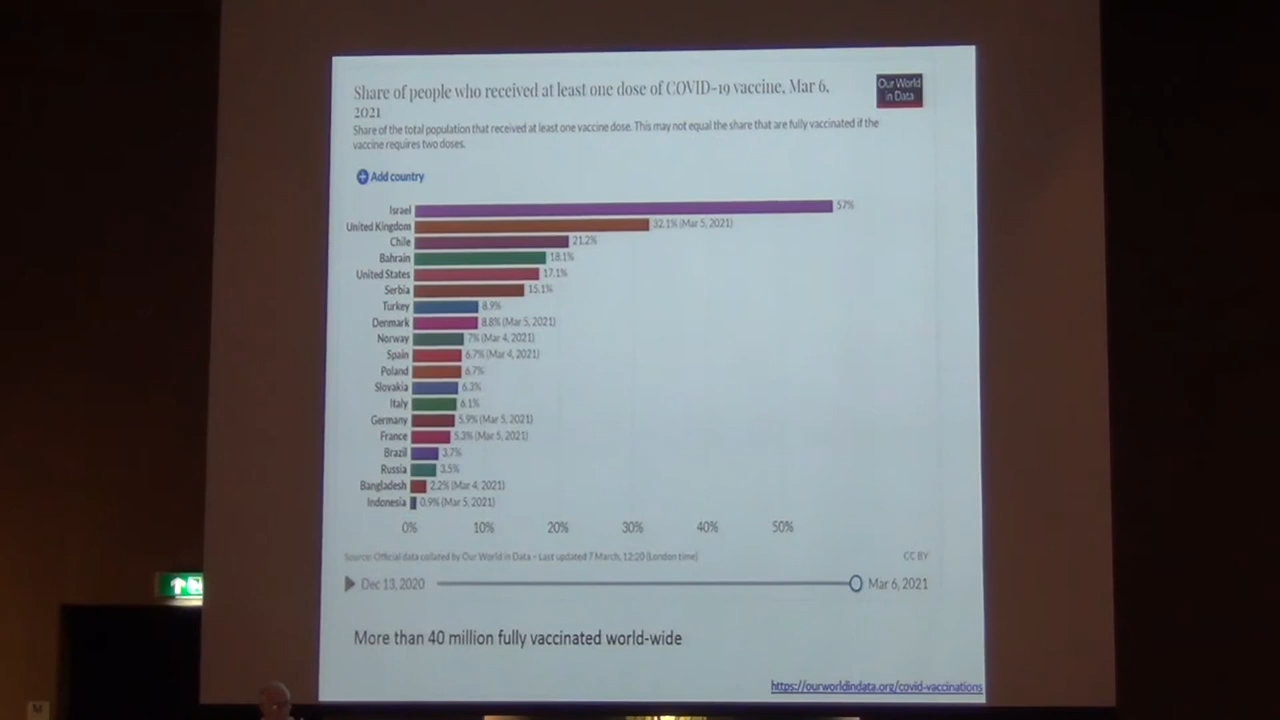 Share of people who received at least one dose of COVID-19 vaccine, Mar 6,
2021
Our World
in Data
Share of the total population that received at least one vaccine dose. This may not equal the share that are fully vaccinated if the
vaccine requires two doses.
Add country
Israel 57%
United Kingdom 32.1% (Mar 5, 2021)
Chile 21.2%
Bahrain 18.1%
United States 17.1%
Serbia 15.1%
Turkey 8.9%
Denmark 8.8% (Mar 5, 2021)
Norway 7% (Mar 4, 2021)
Spain 6.7% (Mar 4, 2021)
Poland 6.7%
Slovakia 6.3%
Italy 6.1%
Germany 5.9% (Mar 5, 2021)
France 5.3% (Mar 5, 2021)
Brazil 3.7%
Russia 3.5%
Bangladesh 2.2% (Mar 4, 2021)
Indonesia 0.9% (Mar 5, 2021)
0% 10% 20% 30% 40% 50%
Source: Official data collated by Our World in Data – Last updated 7 March, 12:20 (London time) CC BY
Dec 13, 2020 Mar 6, 2021
More than 40 million fully vaccinated world-wide
https://ourworldindata.org/covid-vaccinations
M